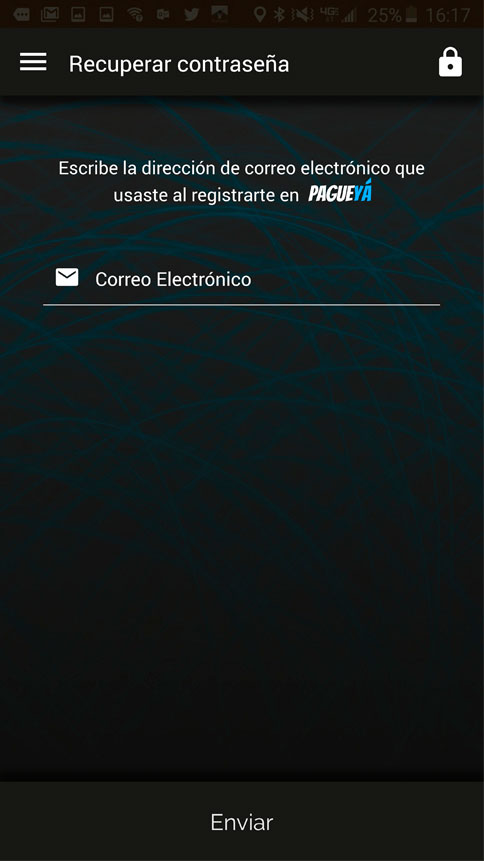 25% 16:17
Recuperar contraseña
Escribe la dirección de correo electrónico que
usaste al registrarte en PAGUEYÁ
Correo Electrónico
Enviar